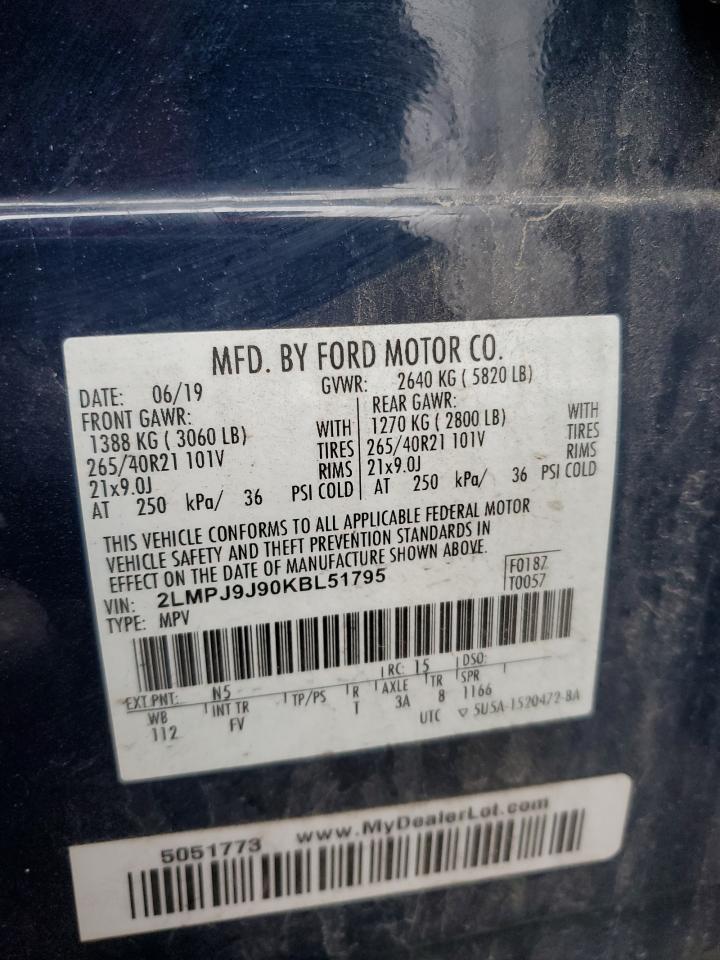 MFD. BY FORD MOTOR CO.
DATE: 06/19 GVWR: 2640 KG ( 5820 LB)
FRONT GAWR: REAR GAWR:
1388 KG ( 3060 LB) WITH 1270 KG ( 2800 LB) WITH
265/40R21 101V TIRES 265/40R21 101V TIRES
21x9.0J RIMS 21x9.0J RIMS
AT 250 kPa/ 36 PSI COLD AT 250 kPa/ 36 PSI COLD
THIS VEHICLE CONFORMS TO ALL APPLICABLE FEDERAL MOTOR
VEHICLE SAFETY AND THEFT PREVENTION STANDARDS IN
EFFECT ON THE DATE OF MANUFACTURE SHOWN ABOVE.
VIN: 2LMPJ9J90KBL51795 F0187
TYPE: MPV T0057
EXT PNT: N5 RC: 15 DSO:
WB INT TR TP/PS R AXLE TR SPR
112 FV T 3A 8 1166
UTC ▽ 5U5A-1520472-BA
5051773 www.MyDealerLot.com